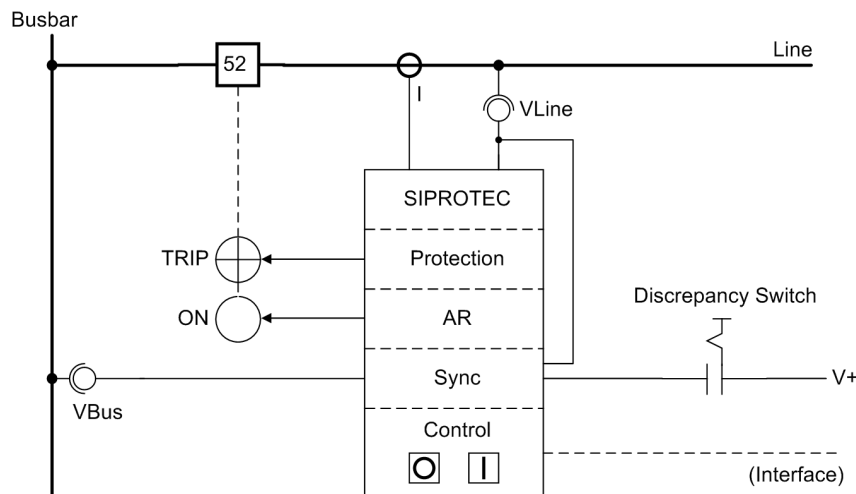 Busbar
52
Line
I
VLine
SIPROTEC
TRIP
Protection
Discrepancy Switch
ON
AR
Sync
V+
VBus
Control
(Interface)